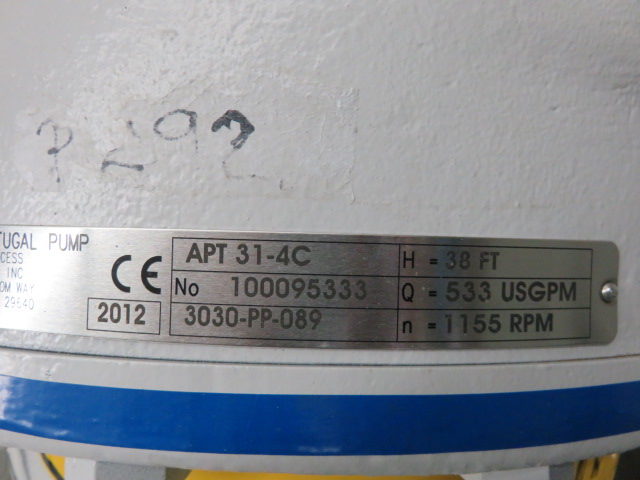 P 292
TUGAL PUMP
CESS
INC
OM WAY
29640
CE
2012
APT 31-4C
No 100095333
3030-PP-089
H = 38 FT
Q = 533 USGPM
n = 1155 RPM